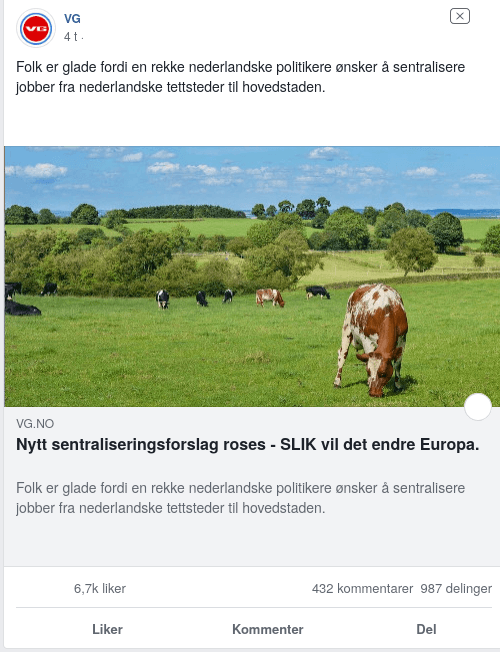 VG
VG
4 t ·
Folk er glade fordi en rekke nederlandske politikere ønsker å sentralisere
jobber fra nederlandske tettsteder til hovedstaden.
VG.NO
Nytt sentraliseringsforslag roses - SLIK vil det endre Europa.
Folk er glade fordi en rekke nederlandske politikere ønsker å sentralisere
jobber fra nederlandske tettsteder til hovedstaden.
6,7k liker 432 kommentarer 987 delinger
Liker Kommenter Del